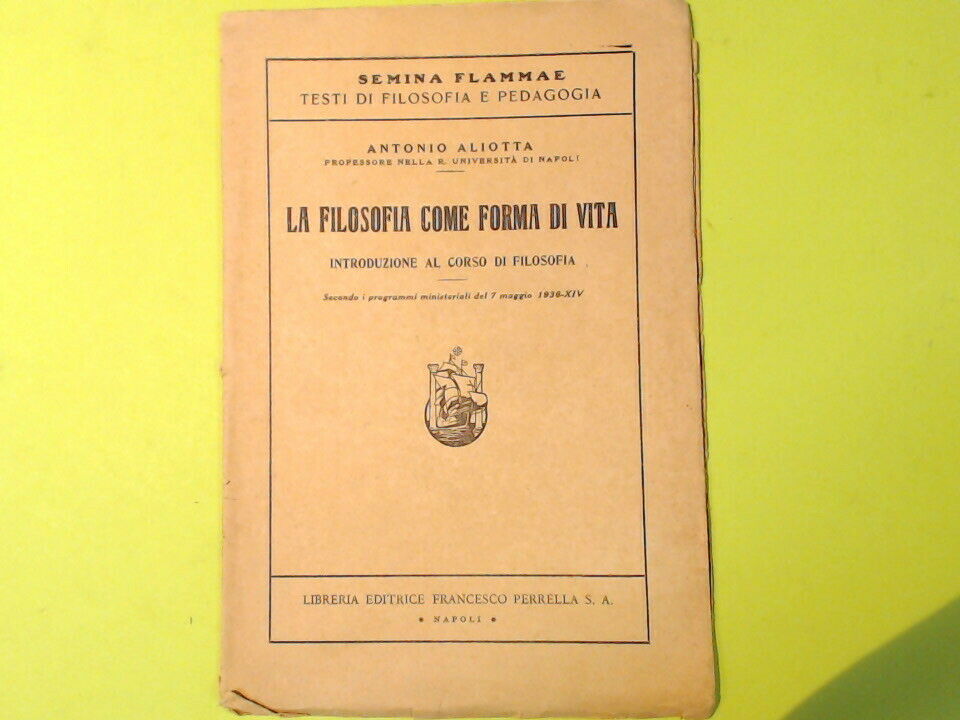 SEMINA FLAMMAE
TESTI DI FILOSOFIA E PEDAGOGIA
ANTONIO ALIOTTA
PROFESSORE NELLA R. UNIVERSITÀ DI NAPOLI
LA FILOSOFIA COME FORMA DI VITA
INTRODUZIONE AL CORSO DI FILOSOFIA
Secondo i programmi ministeriali del 7 maggio 1936-XIV
LIBRERIA EDITRICE FRANCESCO PERRELLA S. A.
* NAPOLI *